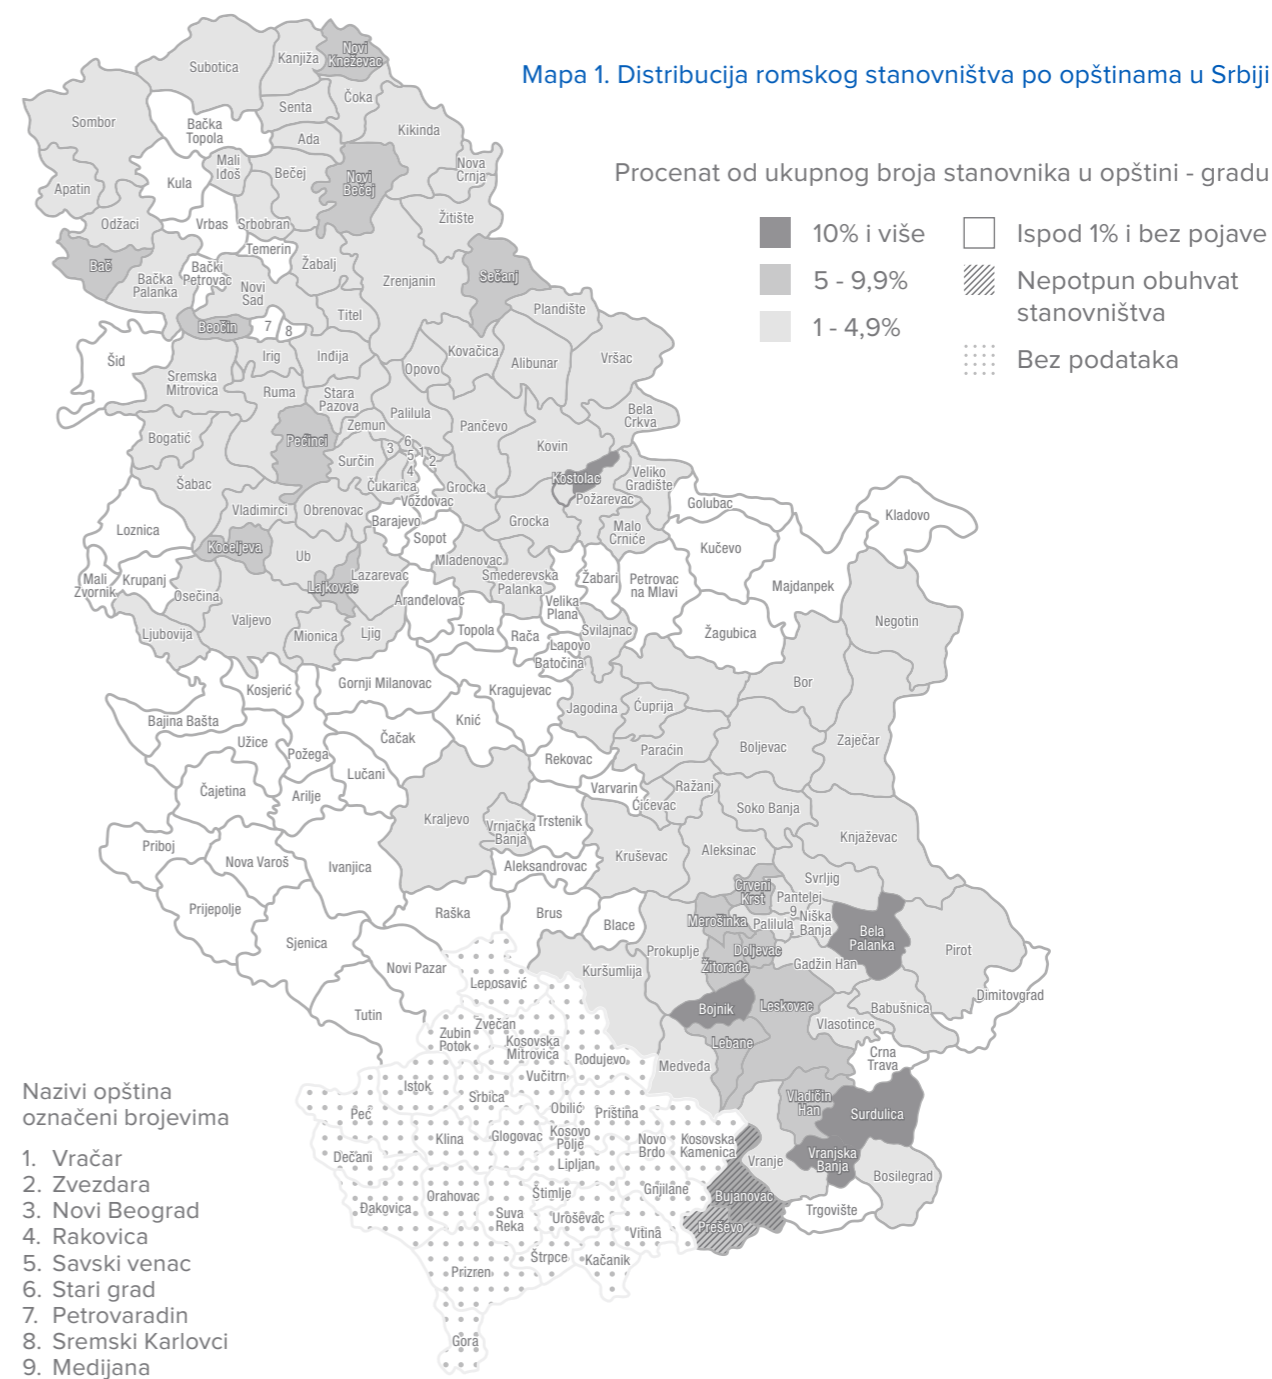 Mapa 1. Distribucija romskog stanovništva po opštinama u Srbiji
Procenat od ukupnog broja stanovnika u opštini - gradu
10% i više
5 - 9,9%
1 - 4,9%
Ispod 1% i bez pojave
Nepotpun obuhvat
stanovništva
Bez podataka
Subotica
Kanjiža
Novi
Kneževac
Sombor
Bačka
Topola
Senta
Čoka
Ada
Kikinda
Apatin
Kula
Mali
Iđoš
Bečej
Novi
Bečej
Nova
Crnja
Odžaci
Vrbas
Srbobran
Žitište
Bač
Bačka
Palanka
Bački
Petrovac
Temerin
Žabalj
Zrenjanin
Sečanj
Novi
Sad
Titel
Plandište
Beočin
7
8
Šid
Sremska
Mitrovica
Irig
Inđija
Opovo
Kovačica
Alibunar
Vršac
Ruma
Stara
Pazova
Palilula
Pančevo
Bela
Crkva
Bogatić
Pećinci
Zemun
Surčin
3
6
5
1
4
2
Kovin
Šabac
Čukarica
Voždovac
Grocka
Kostolac
Požarevac
Veliko
Gradište
Golubac
Kladovo
Loznica
Vladimirci
Obrenovac
Barajevo
Sopot
Grocka
Malo
Crniće
Kučevo
Koceljeva
Ub
Mladenovac
Mali
Zvornik
Krupanj
Osečina
Lajkovac
Lazarevac
Smederevska
Palanka
Žabari
Petrovac
na Mlavi
Majdanpek
Aranđelovac
Velika
Plana
Negotin
Ljubovija
Valjevo
Mionica
Ljig
Topola
Rača
Lapovo
Svilajnac
Žagubica
Batočina
Kosjerić
Gornji Milanovac
Kragujevac
Bor
Bajina Bašta
Knić
Jagodina
Ćuprija
Užice
Požega
Čačak
Paraćin
Boljevac
Zaječar
Čajetina
Arilje
Lučani
Rekovac
Varvarin
Ražanj
Ćićevac
Soko Banja
Kraljevo
Vrnjačka
Banja
Trstenik
Knjaževac
Priboj
Nova Varoš
Ivanjica
Aleksandrovac
Kruševac
Aleksinac
Svrljig
Prijepolje
Raška
Brus
Blace
Crveni
Krst
Pantelej
9
Merošinka
Palilula
Niška
Banja
Bela
Palanka
Sjenica
Prokuplje
Doljevac
Pirot
Novi Pazar
Kuršumlija
Žitorađa
Gadžin Han
Leposavić
Dimitovgrad
Tutin
Bojnik
Leskovac
Babušnica
Zubin
Potok
Zvečan
Kosovska
Mitrovica
Podujevo
Vlasotince
Lebane
Medveđa
Crna
Trava
Istok
Vučitrn
Srbica
Vladičin
Han
Surdulica
Peć
Obilić
Priština
Klina
Glogovac
Kosovo
Polje
Novo
Brdo
Kosovska
Kamenica
Dečani
Lipljan
Vranje
Vranjska
Banja
Bosilegrad
Đakovica
Orahovac
Štimlje
Gnjilane
Bujanovac
Trgovište
Suva
Reka
Uroševac
Vitina
Preševo
Prizren
Štrpce
Kačanik
Gora
Nazivi opština
označeni brojevima
1. Vračar
2. Zvezdara
3. Novi Beograd
4. Rakovica
5. Savski venac
6. Stari grad
7. Petrovaradin
8. Sremski Karlovci
9. Medijana